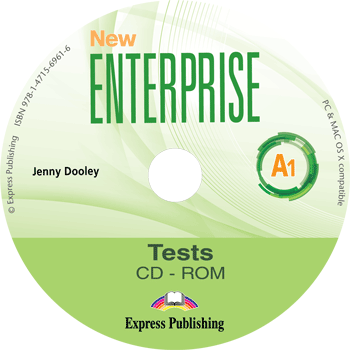 New
ENTERPRISE
A1
Jenny Dooley
© Express Publishing ISBN 978-1-4715-6961-6
PC & MAC OS X compatible
Tests
CD - ROM
Express Publishing